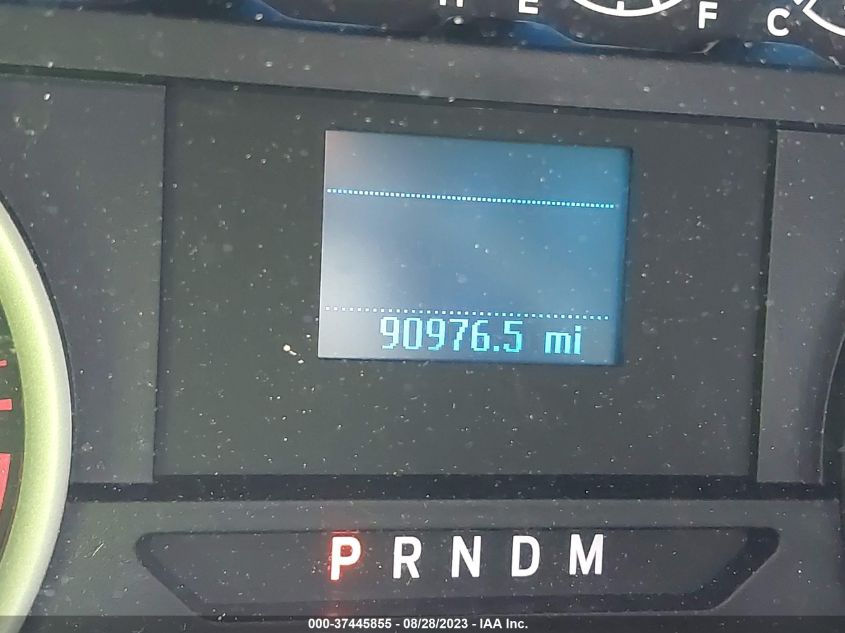 E F C
90976.5 mi
P R N D M
000-37445855 - 08/28/2023 - IAA Inc.